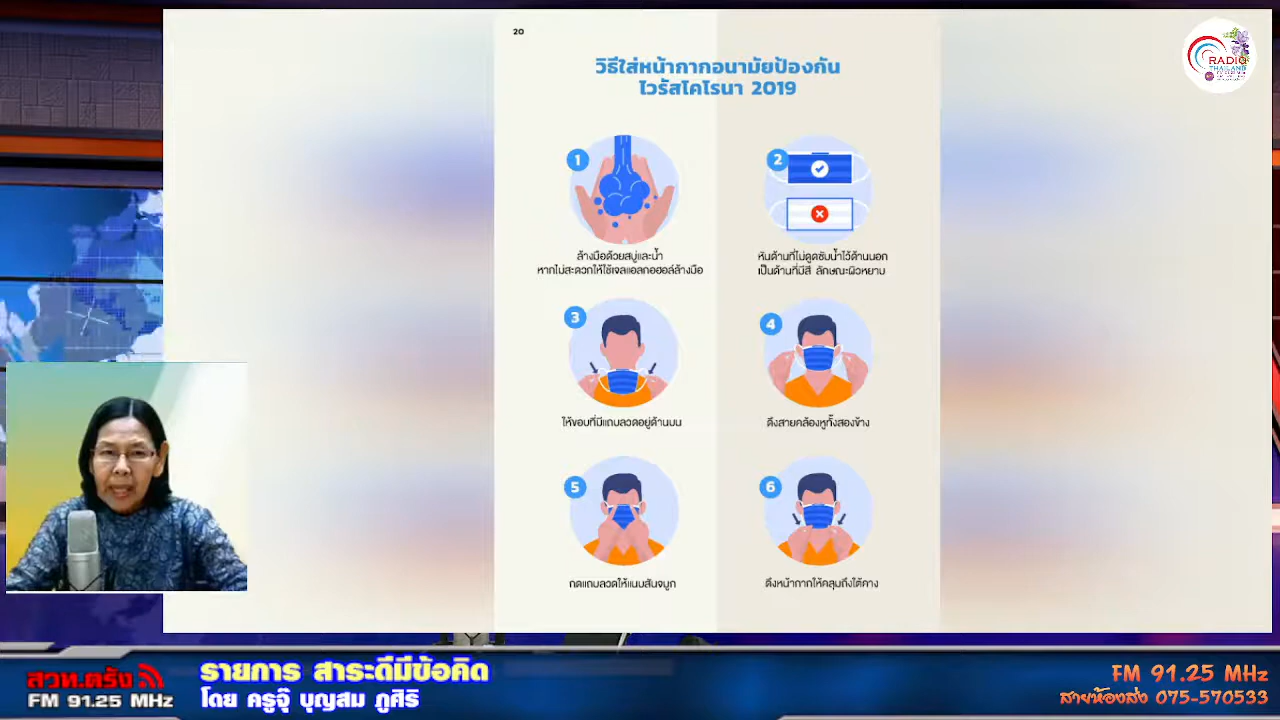 20
วิธีใส่หน้ากากอนามัยป้องกัน
ไวรัสโคโรนา 2019
1
2
ล้างมือด้วยสบู่และน้ำ
หากไม่สะดวกให้ใช้เจลแอลกอฮอล์ล้างมือ
หันด้านที่ไม่ดูดซับน้ำไว้ด้านนอก
เป็นด้านที่มีสี ลักษณะผิวหยาบ
3
4
ให้ขอบที่มีแถบลวดอยู่ด้านบน
ดึงสายคล้องหูทั้งสองข้าง
5
6
กดแถบลวดให้แนบสันจมูก
ดึงหน้ากากให้คลุมถึงใต้คาง
RADIO
THAILAND
สวท.ตรัง
FM 91.25 MHz
รายการ สาระดีมีข้อคิด
โดย ครูจุ๊ บุญสม ภูศิริ
FM 91.25 MHz
สายห้องส่ง 075-570533